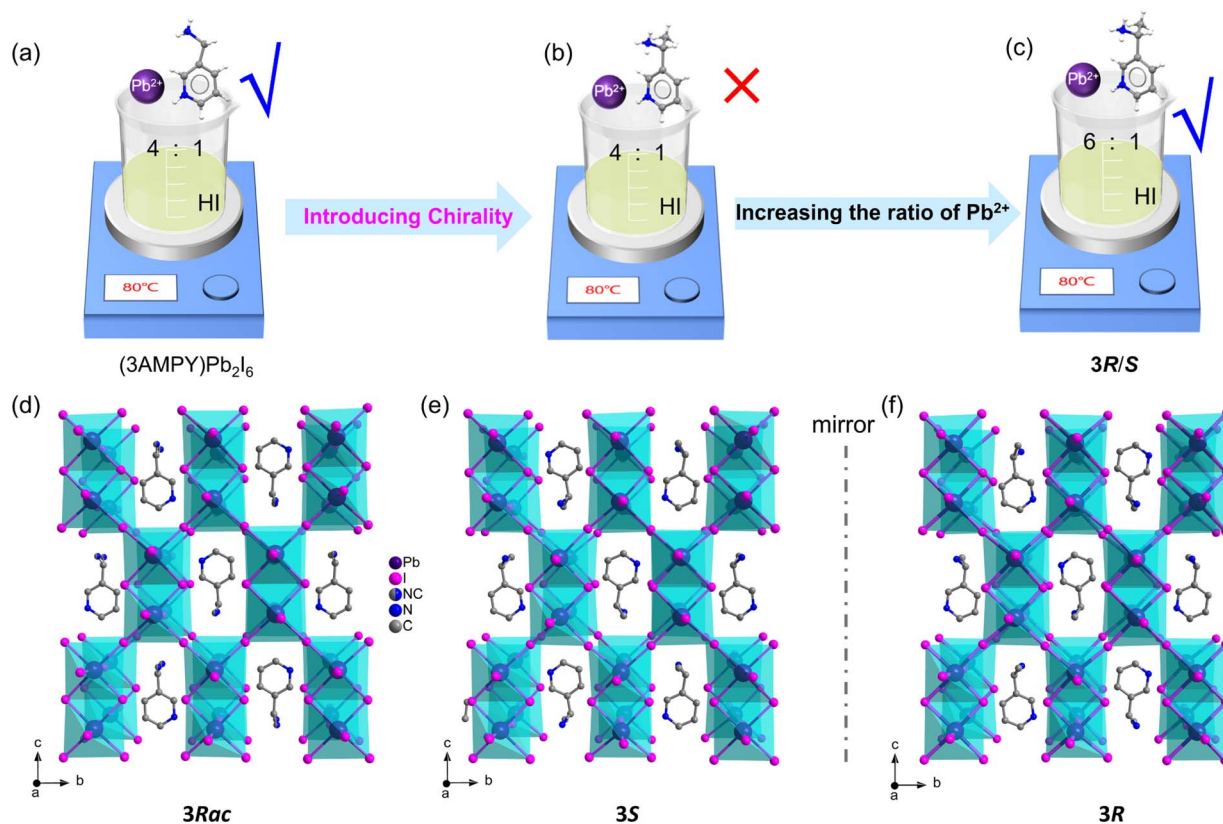 (a)
Pb²⁺
4 : 1
HI
80℃
(3AMPY)Pb₂I₆
Introducing Chirality
(b)
Pb²⁺
4 : 1
HI
80℃
Increasing the ratio of Pb²⁺
(c)
Pb²⁺
6 : 1
HI
80℃
3R/S
(d)
c
a
b
3Rac
Pb
I
NC
N
C
(e)
c
a
b
3S
mirror
(f)
c
a
b
3R